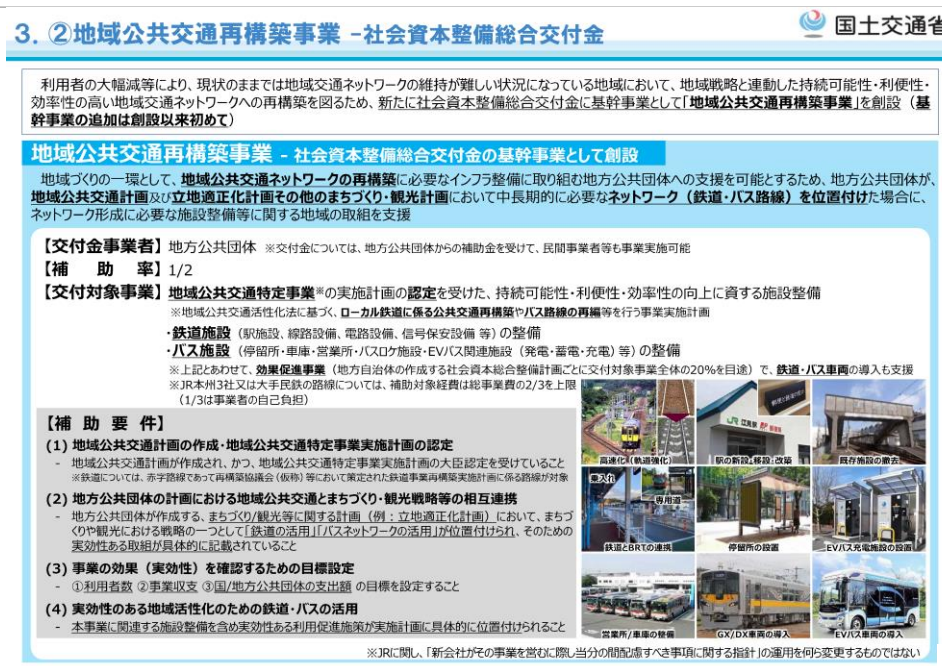 3. ②地域公共交通再構築事業 -社会資本整備総合交付金
国土交通省
利用者の大幅減等により、現状のままでは地域交通ネットワークの維持が難しい状況になっている地域において、地域戦略と連動した持続可能性・利便性・
効率性の高い地域交通ネットワークへの再構築を図るため、新たに社会資本整備総合交付金に基幹事業として「地域公共交通再構築事業」を創設（基
幹事業の追加は創設以来初めて）
地域公共交通再構築事業 - 社会資本整備総合交付金の基幹事業として創設
地域づくりの一環として、地域公共交通ネットワークの再構築に必要なインフラ整備に取り組む地方公共団体への支援を可能とするため、地方公共団体が、
地域公共交通計画及び立地適正化計画その他のまちづくり・観光計画において中長期的に必要なネットワーク（鉄道・バス路線）を位置付けた場合に、
ネットワーク形成に必要な施設整備等に関する地域の取組を支援
【交付金事業者】地方公共団体 ※交付金については、地方公共団体からの補助金を受けて、民間事業者等も事業実施可能
【補 助 率】1/2
【交付対象事業】地域公共交通特定事業※の実施計画の認定を受けた、持続可能性・利便性・効率性の向上に資する施設整備
※地域公共交通活性化法に基づく、ローカル鉄道に係る公共交通再構築やバス路線の再編等を行う事業実施計画
・鉄道施設（駅施設、線路設備、電路設備、信号保安設備 等）の整備
・バス施設（停留所・車庫・営業所・バスロケ施設・EVバス関連施設（発電・蓄電・充電）等）の整備
※上記とあわせて、効果促進事業（地方自治体の作成する社会資本総合整備計画ごとに交付対象事業全体の20%を目途）で、鉄道・バス車両の導入も支援
※JR本州3社又は大手民鉄の路線については、補助対象経費は総事業費の2/3を上限
（1/3は事業者の自己負担）
【補 助 要 件】
(1) 地域公共交通計画の作成・地域公共交通特定事業実施計画の認定
- 地域公共交通計画が作成され、かつ、地域公共交通特定事業実施計画の大臣認定を受けていること
※鉄道については、赤字路線であって再構築協議会（仮称）等において策定された鉄道事業再構築実施計画に係る路線が対象
(2) 地方公共団体の計画における地域公共交通とまちづくり・観光戦略等の相互連携
- 地方公共団体が作成する、まちづくり/観光等に関する計画（例：立地適正化計画）において、まちづ
くりや観光における戦略の一つとして「鉄道の活用」「バスネットワークの活用」が位置付けられ、そのための
実効性ある取組が具体的に記載されていること
(3) 事業の効果（実効性）を確認するための目標設定
- ①利用者数 ②事業収支 ③国/地方公共団体の支出額 の目標を設定すること
(4) 実効性のある地域活性化のための鉄道・バスの活用
- 本事業に関連する施設整備を含め実効性ある利用促進施策が実施計画に具体的に位置付けられること
高速化（軌道強化）
駅の新設・移設・改築
既存施設の撤去
乗入れ
専用道
鉄道とBRTの連携
停留所の設置
EVバス充電施設の設置
営業所/車庫の整備
GX/DX車両の導入
EVバス車両の導入
※JRに関し、「新会社がその事業を営むに際し当分の間配慮すべき事項に関する指針」の運用を何ら変更するものではない